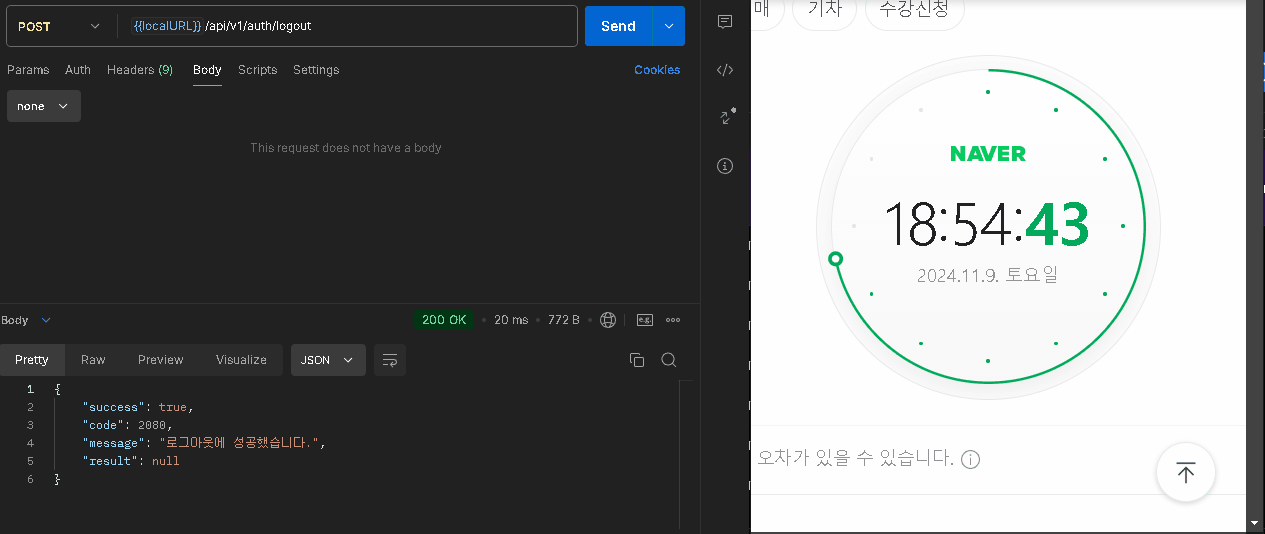 POST
{{localURL}} /api/v1/auth/logout
Send
Params Auth Headers (9) Body Scripts Settings Cookies
none
This request does not have a body
Body
200 OK 20 ms 772 B e.g.
Pretty Raw Preview Visualize JSON
1 {
2 "success": true,
3 "code": 2080,
4 "message": "로그아웃에 성공했습니다.",
5 "result": null
6 }
매 기차 수강신청
NAVER
18:54:43
2024.11.9. 토요일
오차가 있을 수 있습니다.